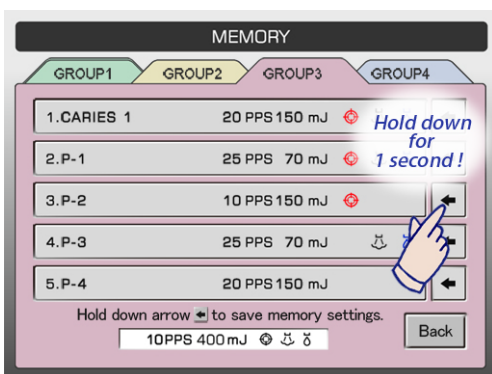 MEMORY
GROUP1 GROUP2 GROUP3 GROUP4
1.CARIES 1 20 PPS 150 mJ
2.P-1 25 PPS 70 mJ
3.P-2 10 PPS 150 mJ
4.P-3 25 PPS 70 mJ
5.P-4 20 PPS 150 mJ
Hold down
for
1 second !
Hold down arrow to save memory settings.
10PPS 400 mJ
Back